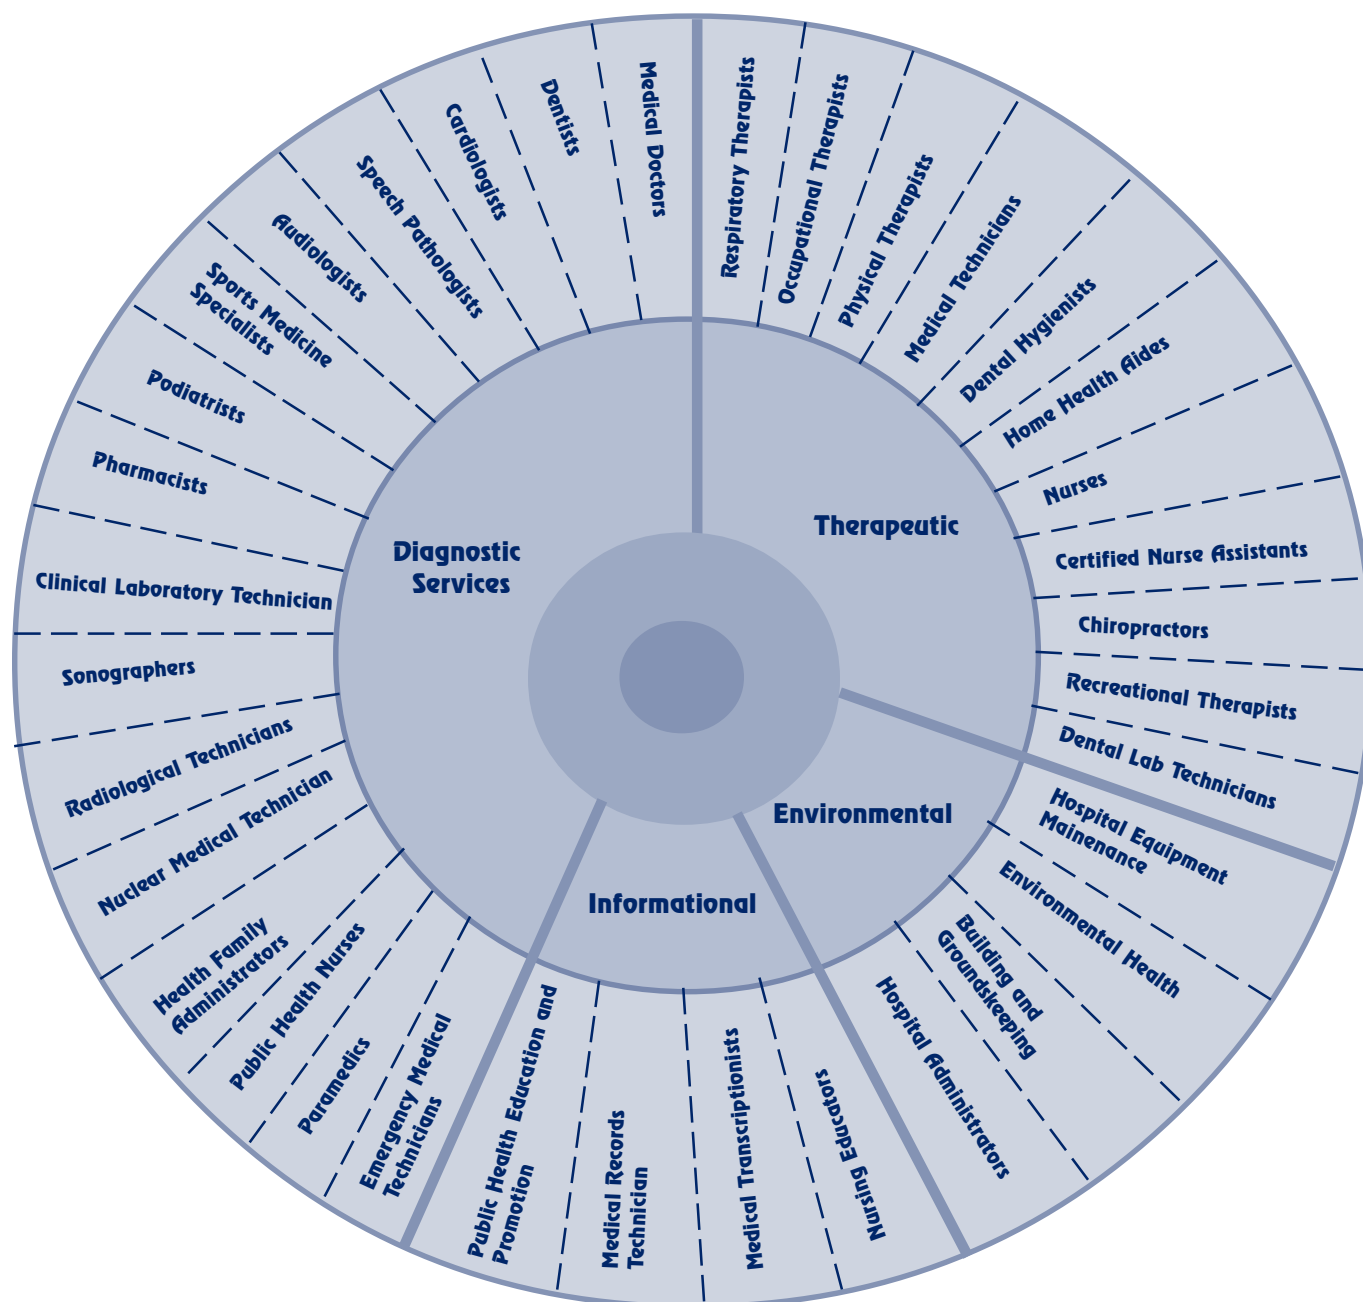 Respiratory Therapists
Occupational Therapists
Physical Therapists
Medical Technicians
Dental Hygienists
Home Health Aides
Nurses
Certified Nurse Assistants
Chiropractors
Recreational Therapists
Dental Lab Technicians
Hospital Equipment
Mainenance
Environmental Health
Building and
Groundskeeping
Hospital Administrators
Nursing Educators
Medical Transcriptionists
Medical Records
Technician
Public Health Education and
Promotion
Emergency Medical
Technicians
Paramedics
Public Health Nurses
Health Family
Administrators
Nuclear Medical Technician
Radiological Technicians
Sonographers
Clinical Laboratory Technician
Pharmacists
Podiatrists
Sports Medicine
Specialists
Audiologists
Speech Pathologists
Cardiologists
Dentists
Medical Doctors
Therapeutic
Diagnostic
Services
Environmental
Informational